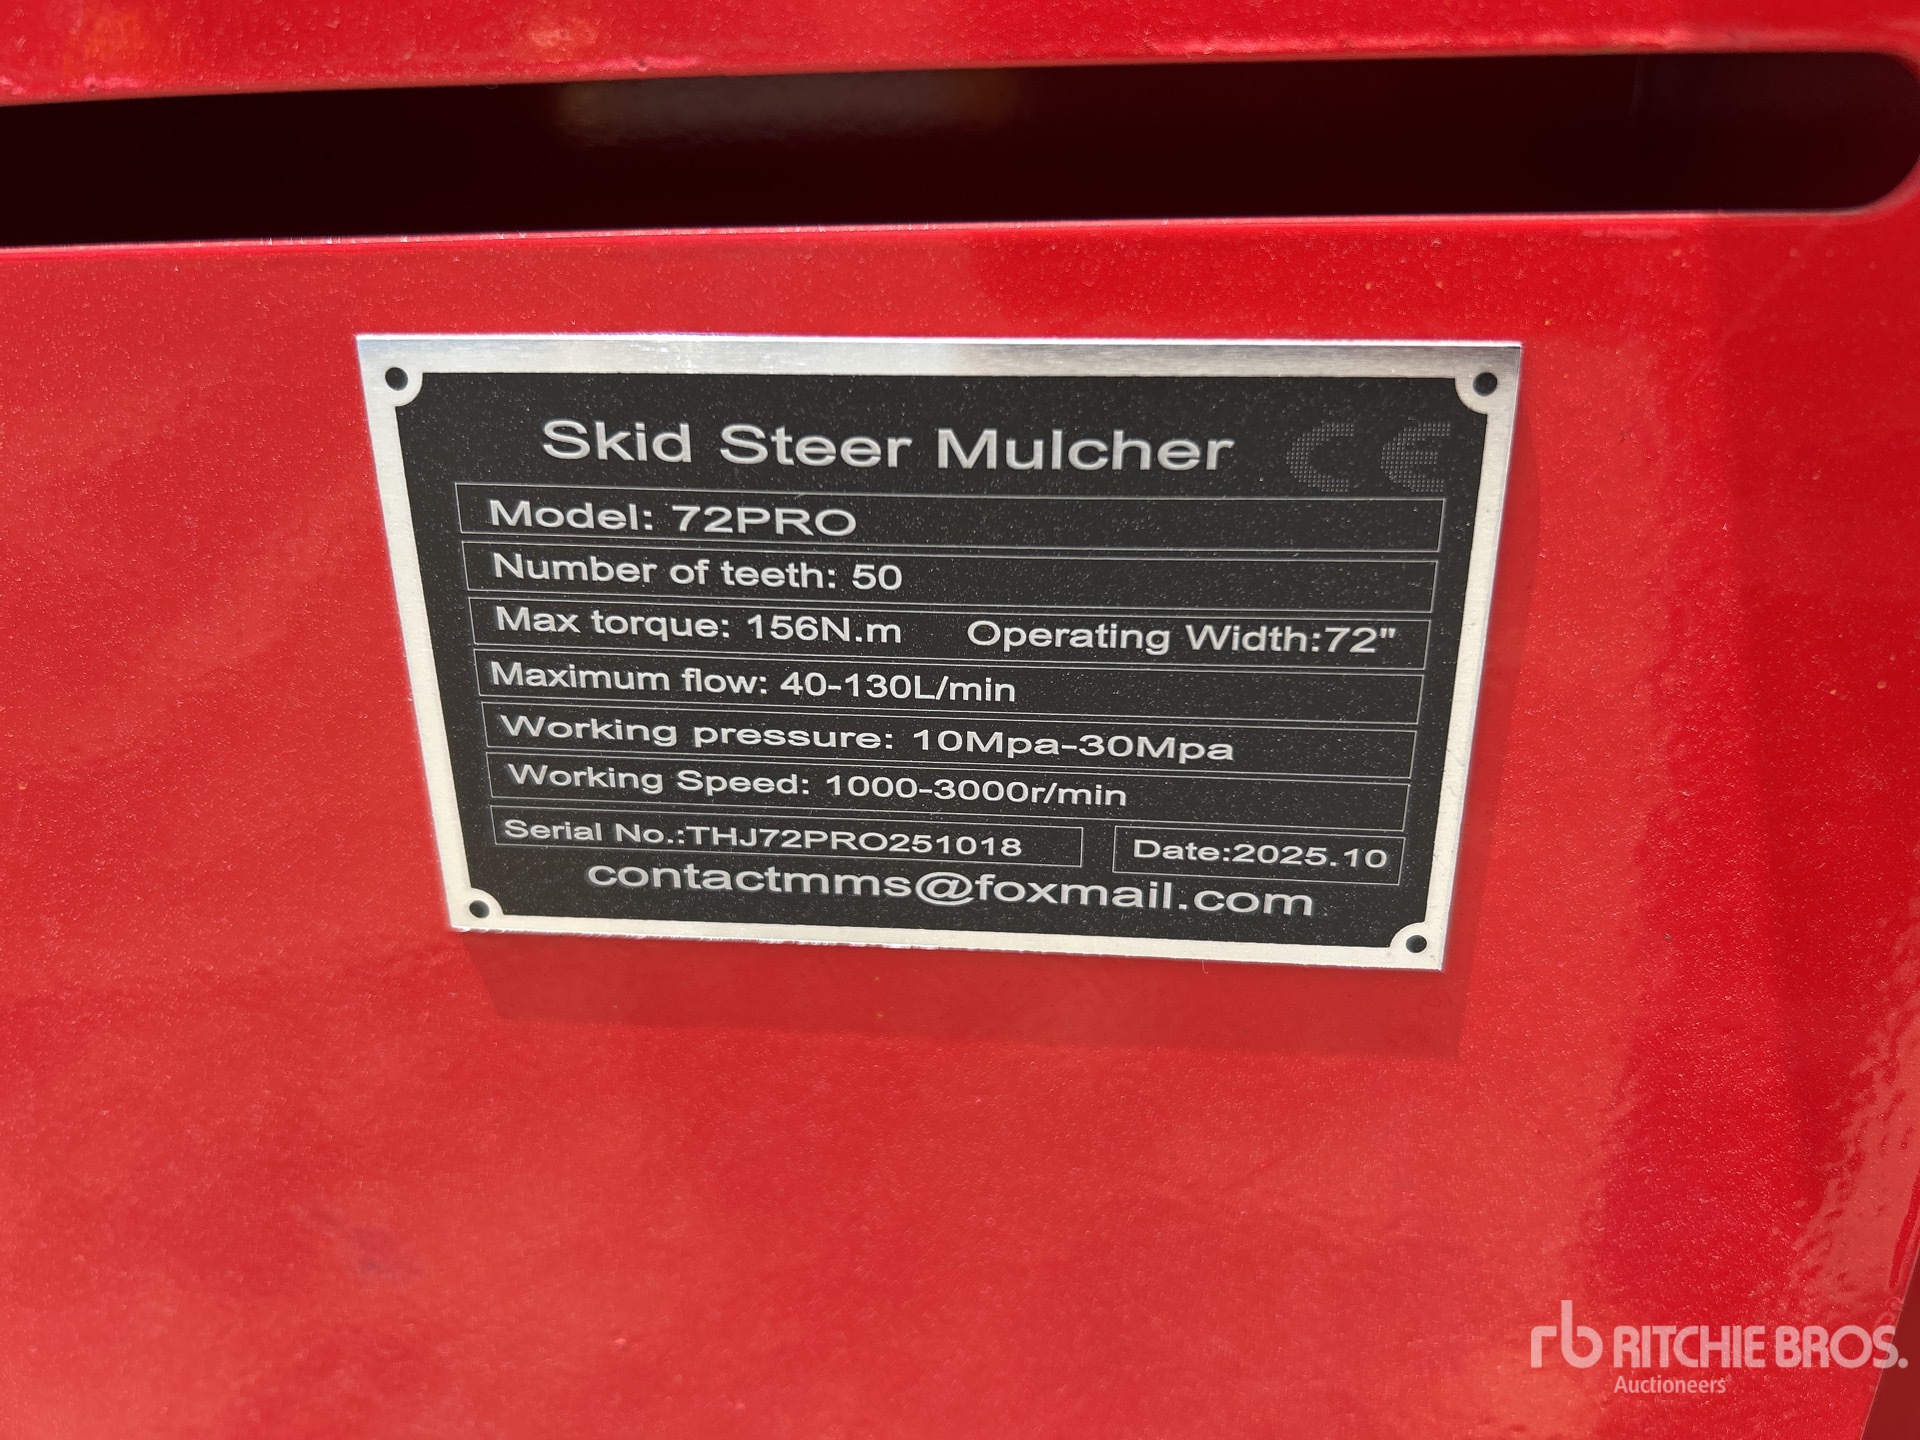 Skid Steer Mulcher CE
Model: 72PRO
Number of teeth: 50
Max torque: 156N.m Operating Width:72"
Maximum flow: 40-130L/min
Working pressure: 10Mpa-30Mpa
Working Speed: 1000-3000r/min
Serial No.:THJ72PRO251018 Date:2025.10
contactmms@foxmail.com
rb RITCHIE BROS.
Auctioneers